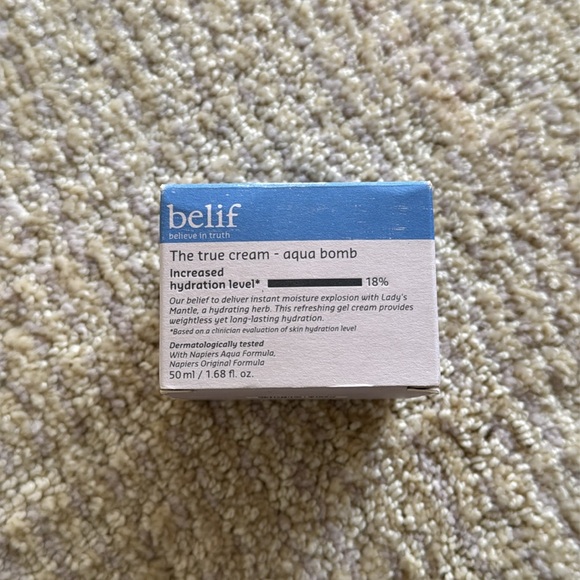 belif
believe in truth
The true cream - aqua bomb
Increased
hydration level* 18%
Our belief to deliver instant moisture explosion with Lady's
Mantle, a hydrating herb. This refreshing gel cream provides
weightless yet long-lasting hydration.
*Based on a clinician evaluation of skin hydration level
Dermatologically tested
With Napiers Aqua Formula,
Napiers Original Formula
50 ml / 1.68 fl. oz.